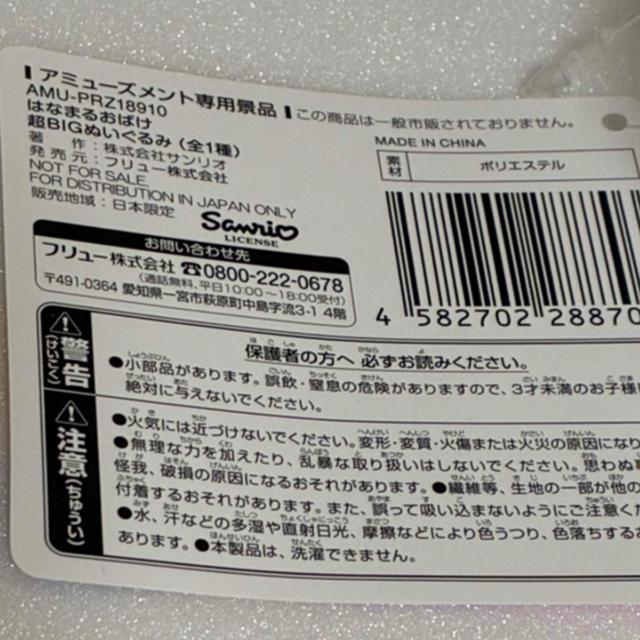 アミューズメント専用景品
この商品は一般市販されておりません。
AMU-PRZ18910
はなまるおばけ
超BIGぬいぐるみ (全1種)
著 作：株式会社サンリオ
発 売 元：フリュー株式会社
NOT FOR SALE.
FOR DISTRIBUTION IN JAPAN ONLY
販売地域：日本限定
Sanrio
LICENSE
MADE IN CHINA
素材 ポリエステル
お問い合わせ先
フリュー株式会社 ☎0800-222-0678
(通話無料、平日10:00～18:00受付)
〒491-0364 愛知県一宮市萩原町中島字流3-1 4階
4 582702 28870
警告
(けいこく)
保護者の方へ 必ずお読みください。
●小部品があります。誤飲・窒息の危険がありますので、3才未満のお子様に
絶対に与えないでください。
注意
(ちゅうい)
●火気には近づけないでください。変形・変質・火傷または火災の原因になり
●無理な力を加えたり、乱暴な取り扱いはしないでください。思わぬ
怪我、破損の原因になるおそれがあります。●繊維等、生地の一部が他の
付着するおそれがあります。また、誤って吸い込まないようにご注意くだ
●水、汗などの多湿や直射日光、摩擦などにより色うつり、色落ちする
あります。●本製品は、洗濯できません。